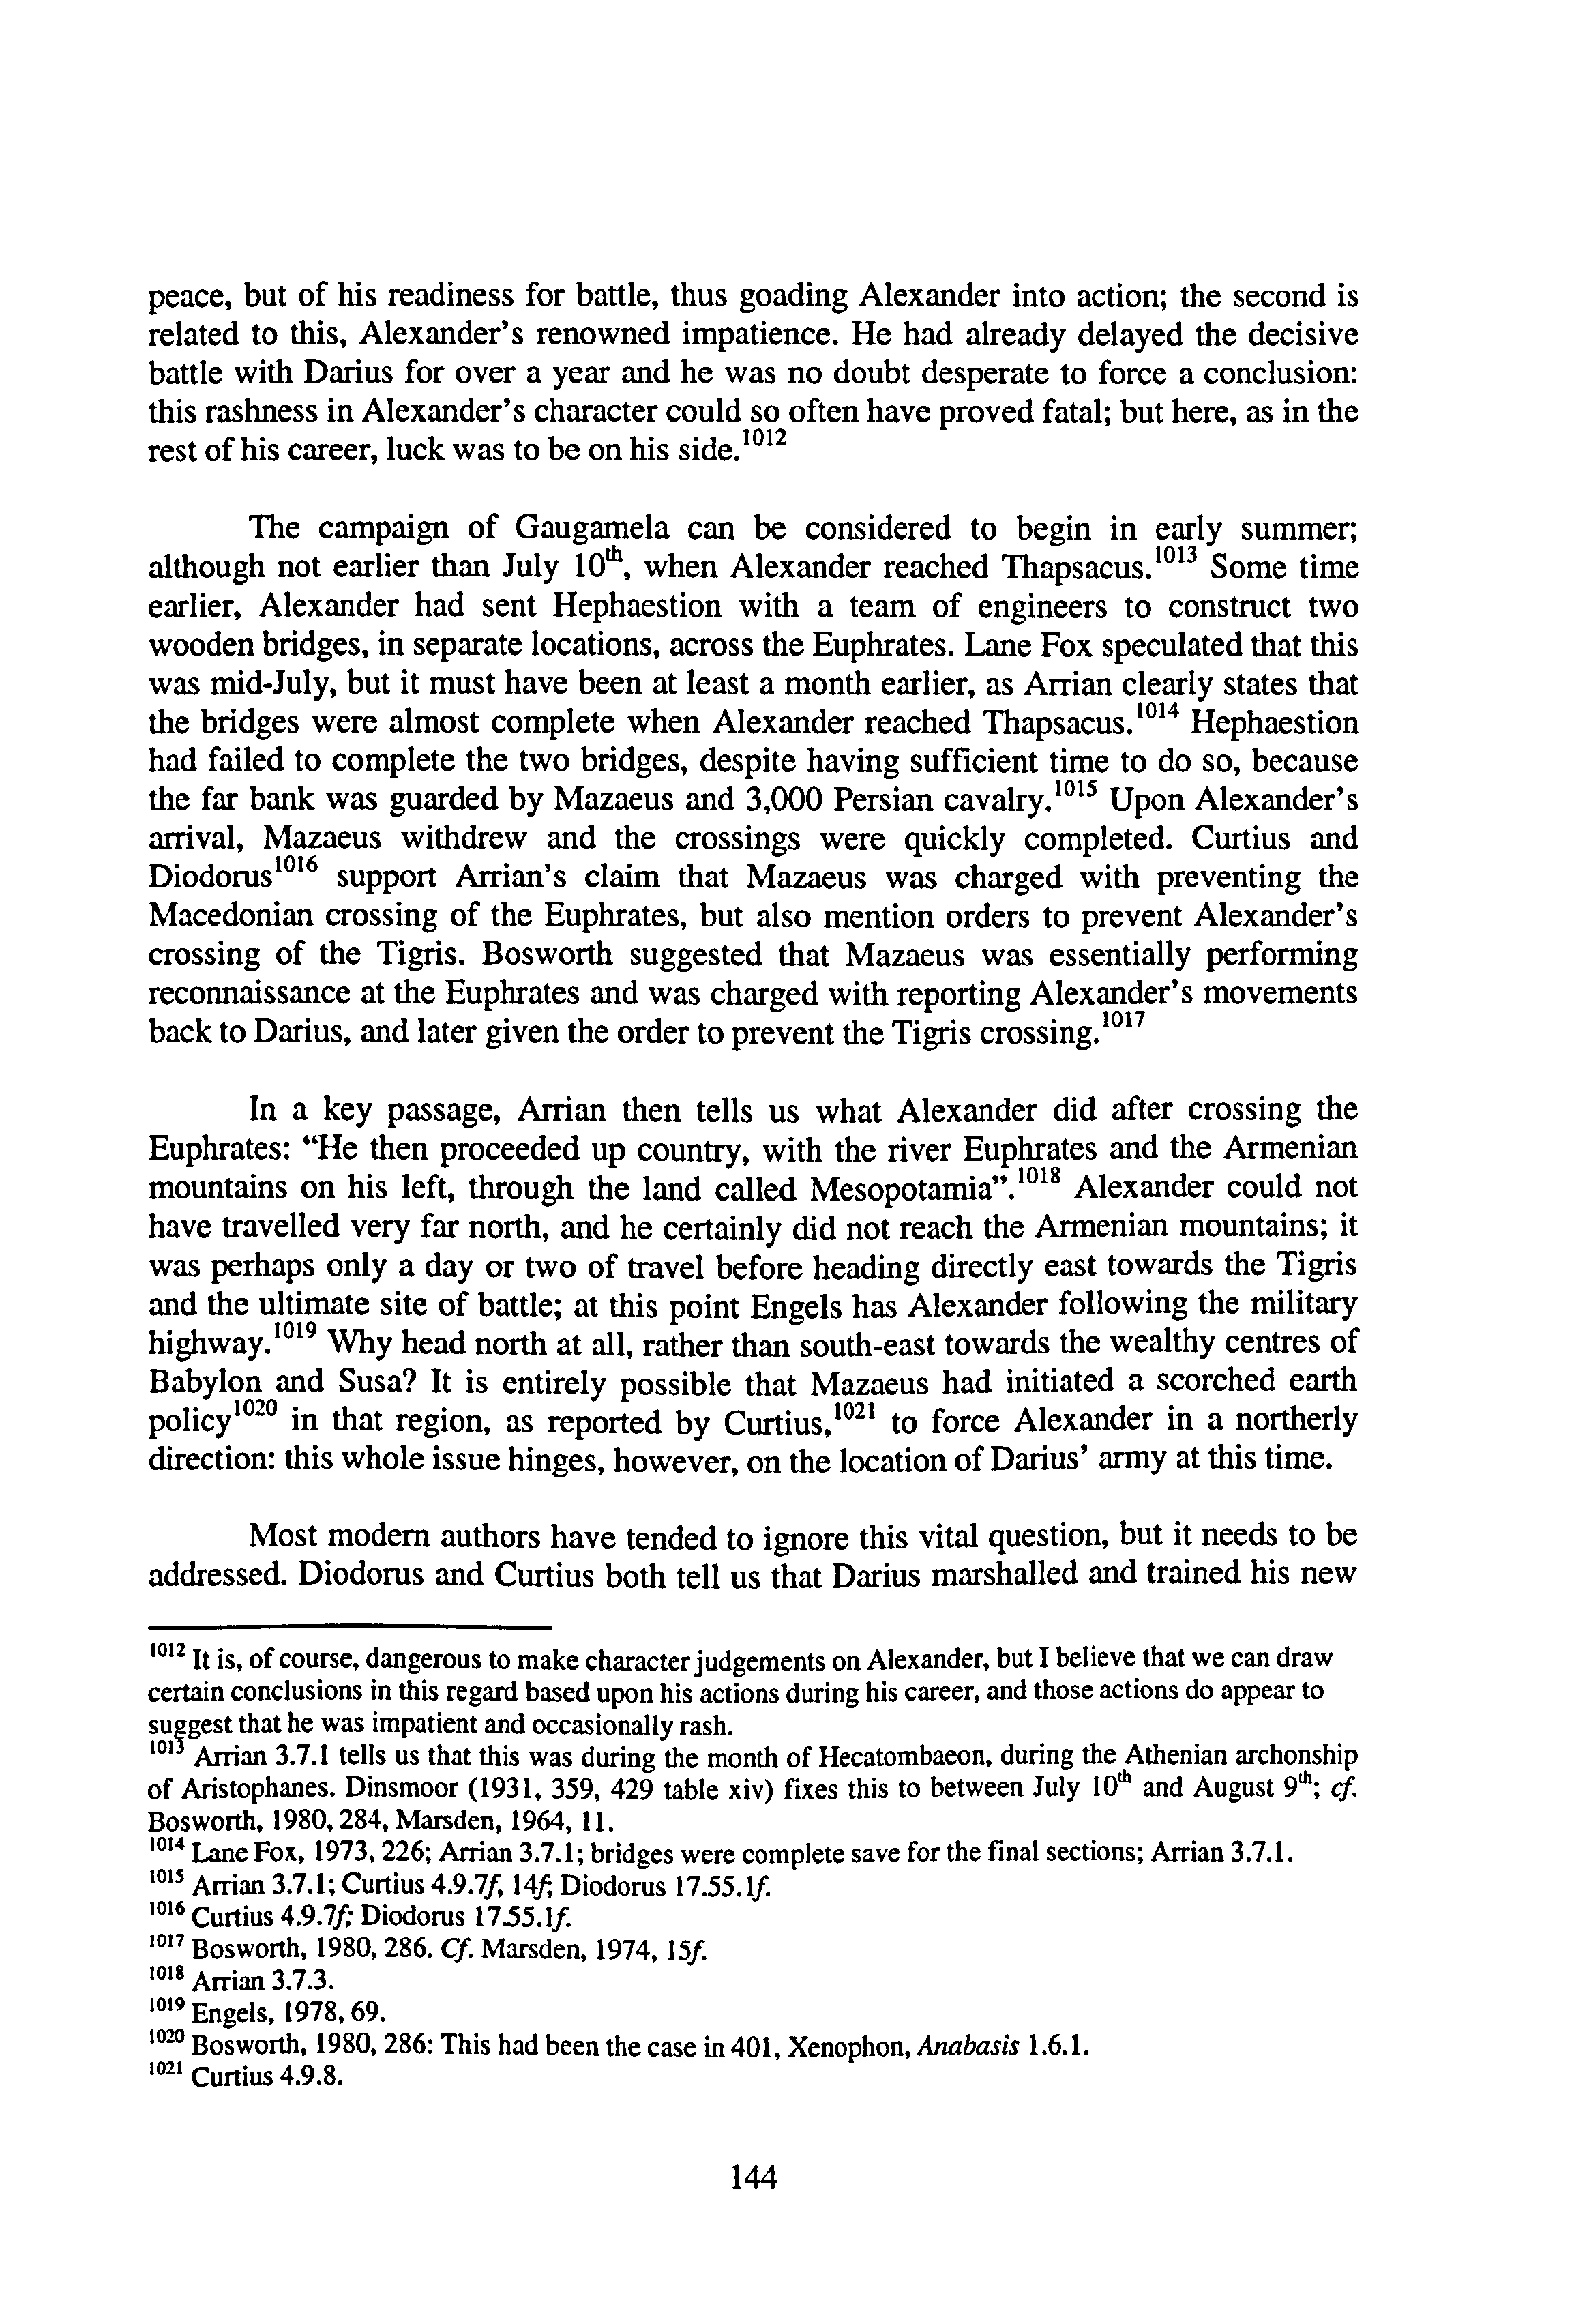 peace, but of his readiness for battle, thus goading Alexander into action; the second is
related to this, Alexander's renowned impatience. He had already delayed the decisive
battle with Darius for over a year and he was no doubt desperate to force a conclusion:
this rashness in Alexander's character could so often have proved fatal; but here, as in the
rest of his career, luck was to be on his side.1012
The campaign of Gaugamela can be considered to begin in early summer;
although not earlier than July 10th, when Alexander reached Thapsacus.1013 Some time
earlier, Alexander had sent Hephaestion with a team of engineers to construct two
wooden bridges, in separate locations, across the Euphrates. Lane Fox speculated that this
was mid-July, but it must have been at least a month earlier, as Arrian clearly states that
the bridges were almost complete when Alexander reached Thapsacus.1014 Hephaestion
had failed to complete the two bridges, despite having sufficient time to do so, because
the far bank was guarded by Mazaeus and 3,000 Persian cavalry.1015 Upon Alexander's
arrival, Mazaeus withdrew and the crossings were quickly completed. Curtius and
Diodorus1016 support Arrian's claim that Mazaeus was charged with preventing the
Macedonian crossing of the Euphrates, but also mention orders to prevent Alexander's
crossing of the Tigris. Bosworth suggested that Mazaeus was essentially performing
reconnaissance at the Euphrates and was charged with reporting Alexander's movements
back to Darius, and later given the order to prevent the Tigris crossing.1017
In a key passage, Arrian then tells us what Alexander did after crossing the
Euphrates: "He then proceeded up country, with the river Euphrates and the Armenian
mountains on his left, through the land called Mesopotamia".1018 Alexander could not
have travelled very far north, and he certainly did not reach the Armenian mountains; it
was perhaps only a day or two of travel before heading directly east towards the Tigris
and the ultimate site of battle; at this point Engels has Alexander following the military
highway.1019 Why head north at all, rather than south-east towards the wealthy centres of
Babylon and Susa? It is entirely possible that Mazaeus had initiated a scorched earth
policy1020 in that region, as reported by Curtius,1021 to force Alexander in a northerly
direction: this whole issue hinges, however, on the location of Darius' army at this time.
Most modern authors have tended to ignore this vital question, but it needs to be
addressed. Diodorus and Curtius both tell us that Darius marshalled and trained his new
1012 It is, of course, dangerous to make character judgements on Alexander, but I believe that we can draw
certain conclusions in this regard based upon his actions during his career, and those actions do appear to
suggest that he was impatient and occasionally rash.
1013 Arrian 3.7.1 tells us that this was during the month of Hecatombaeon, during the Athenian archonship
of Aristophanes. Dinsmoor (1931, 359, 429 table xiv) fixes this to between July 10th and August 9th; cf.
Bosworth, 1980, 284, Marsden, 1964, 11.
1014 Lane Fox, 1973, 226; Arrian 3.7.1; bridges were complete save for the final sections; Arrian 3.7.1.
1015 Arrian 3.7.1; Curtius 4.9.7f, 14f; Diodorus 17.55.1f.
1016 Curtius 4.9.7f; Diodorus 17.55.1f.
1017 Bosworth, 1980, 286. Cf. Marsden, 1974, 15f.
1018 Arrian 3.7.3.
1019 Engels, 1978, 69.
1020 Bosworth, 1980, 286: This had been the case in 401, Xenophon, Anabasis 1.6.1.
1021 Curtius 4.9.8.
144